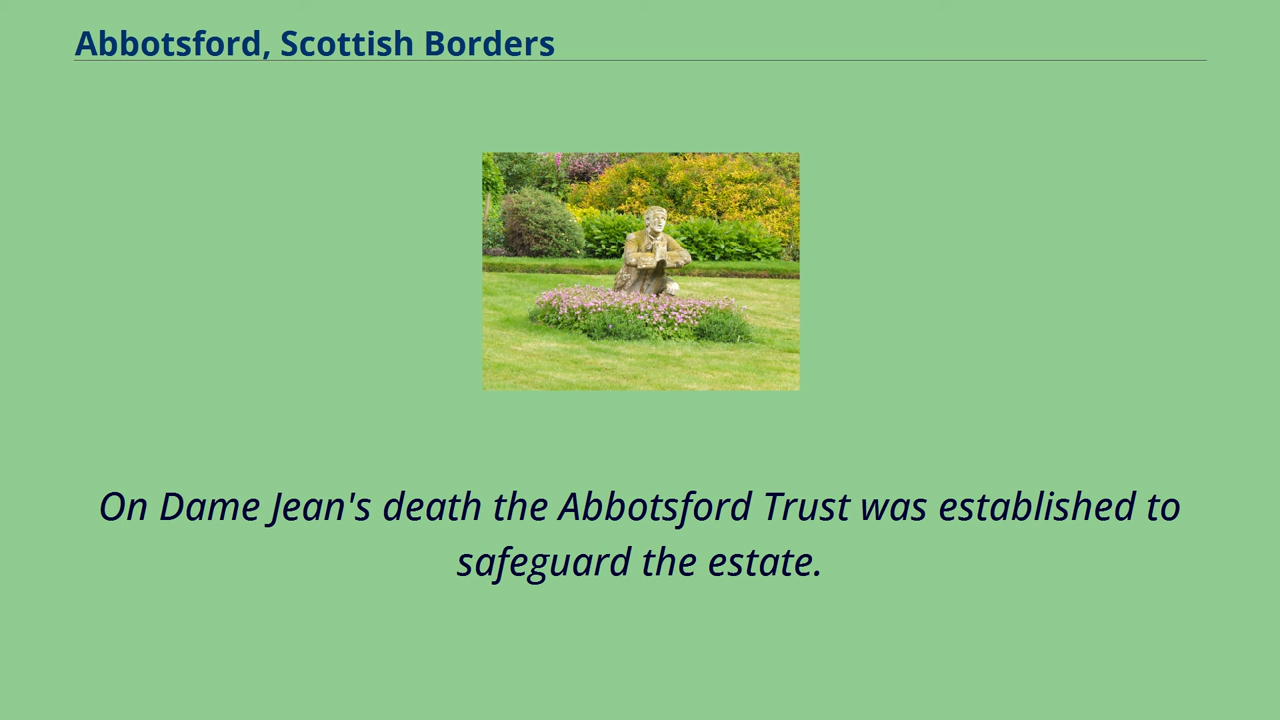 Abbotsford, Scottish Borders
On Dame Jean's death the Abbotsford Trust was established to
safeguard the estate.